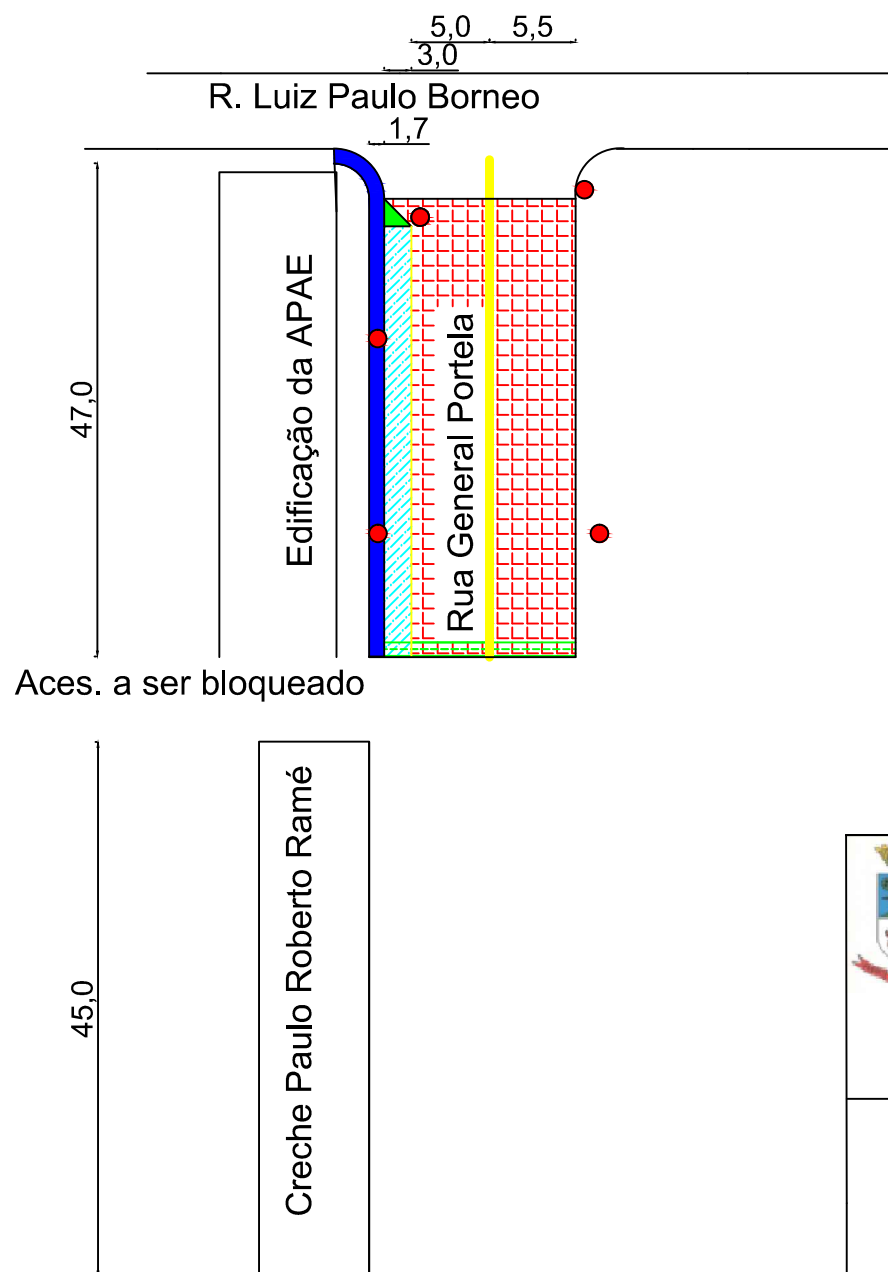 5,0
5,5
3,0
R. Luiz Paulo Borneo
1,7
47,0
Edificação da APAE
Rua General Portela
Aces. a ser bloqueado
45,0
Creche Paulo Roberto Ramé